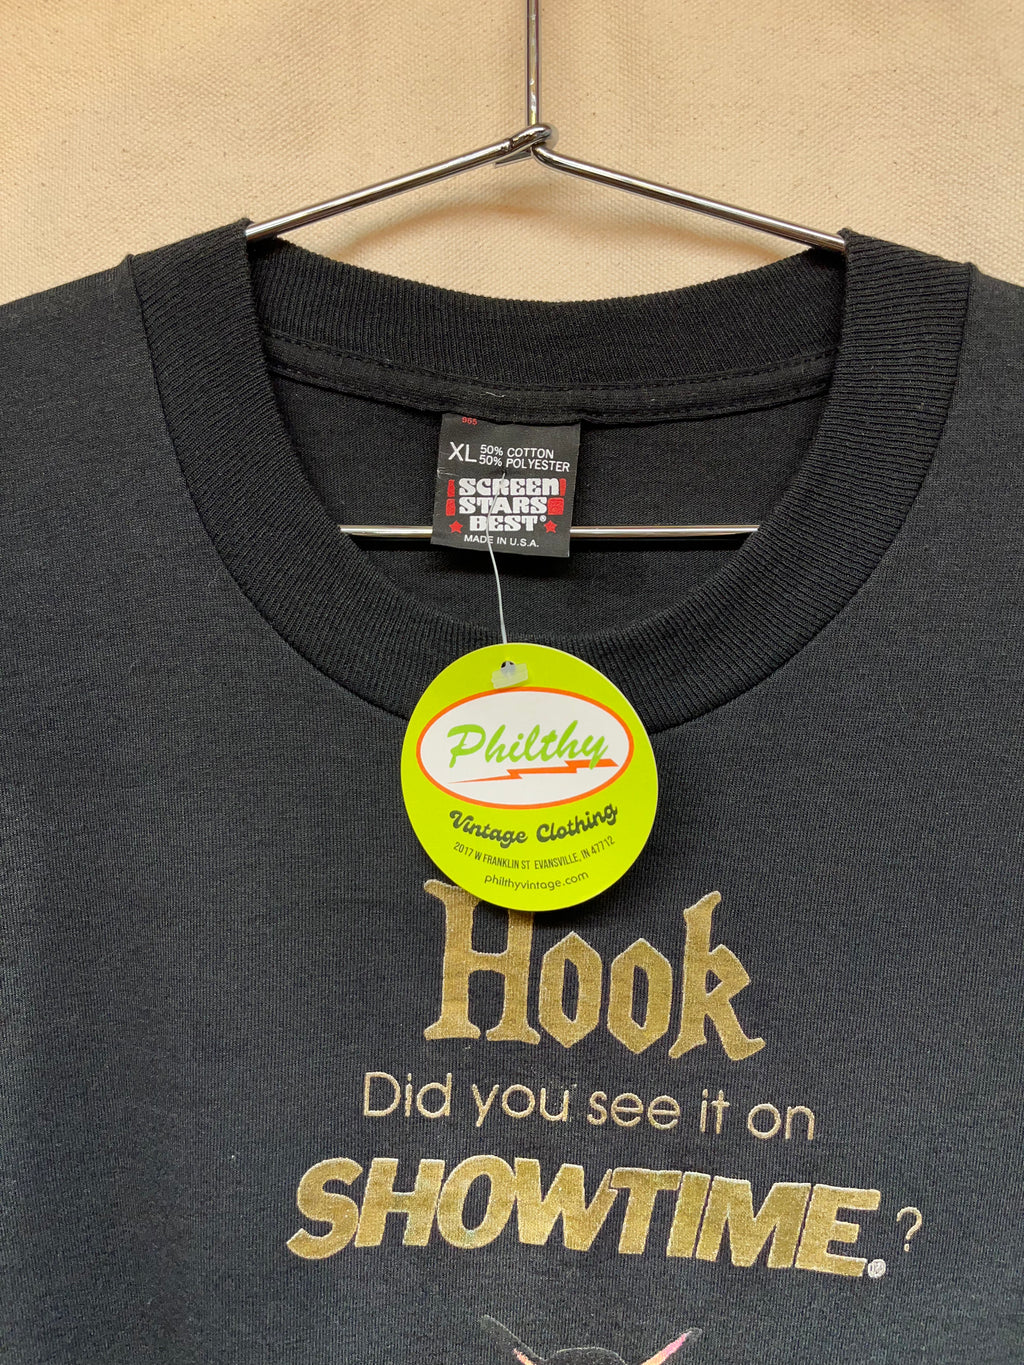 985
XL 50% COTTON
50% POLYESTER
SCREEN
STARS
BEST®
MADE IN U.S.A.
Philthy
Vintage Clothing
2017 W FRANKLIN ST EVANSVILLE, IN 47712
philthyvintage.com
Hook
Did you see it on
SHOWTIME.®?